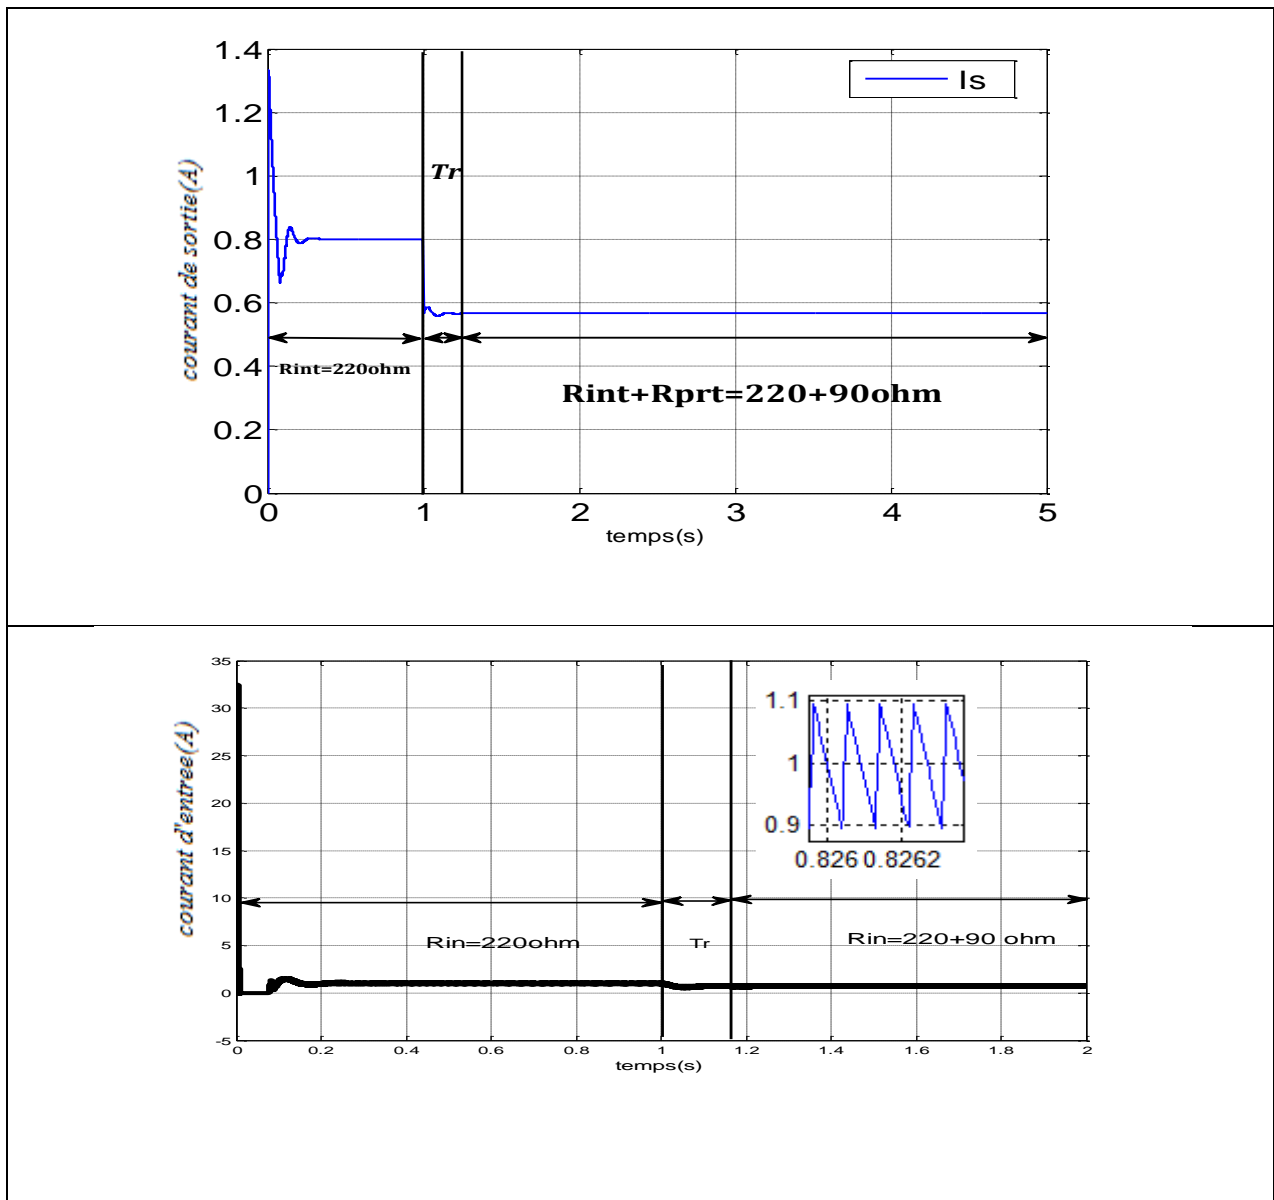 courant de sortie(A)
1.4
1.2
1
0.8
0.6
0.4
0.2
0
Is
Tr
Rint=220ohm
Rint+Rprt=220+90ohm
0 1 2 3 4 5
temps(s)
courant d'entree(A)
35
30
25
20
15
10
5
0
-5
1.1
1
0.9
0.826 0.8262
Rin=220ohm
Tr
Rin=220+90 ohm
0 0.2 0.4 0.6 0.8 1 1.2 1.4 1.6 1.8 2
temps(s)